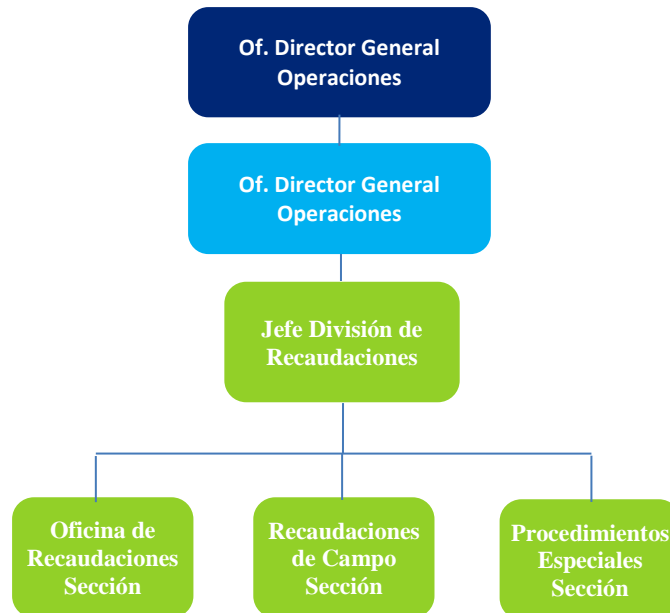 Of. Director General
Operaciones
Of. Director General
Operaciones
Jefe División de
Recaudaciones
Oficina de
Recaudaciones
Sección
Recaudaciones
de Campo
Sección
Procedimientos
Especiales
Sección